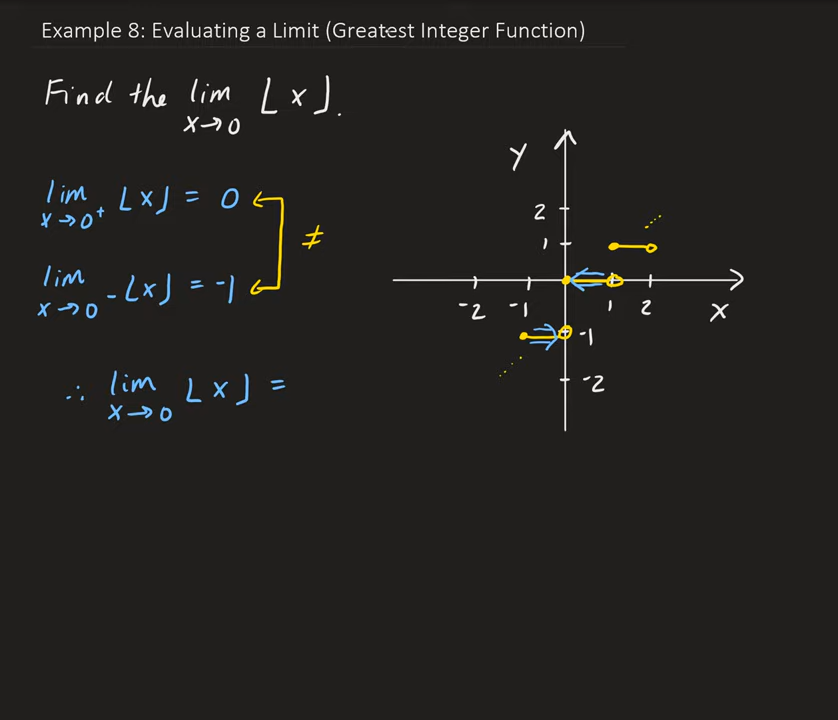 Example 8: Evaluating a Limit (Greatest Integer Function)
Find the lim x→0 ⌊x⌋.
lim x→0⁺ ⌊x⌋ = 0
≠
lim x→0⁻ ⌊x⌋ = -1
∴ lim x→0 ⌊x⌋ =
Y
2
1
-2 -1 1 2 X
-1
-2